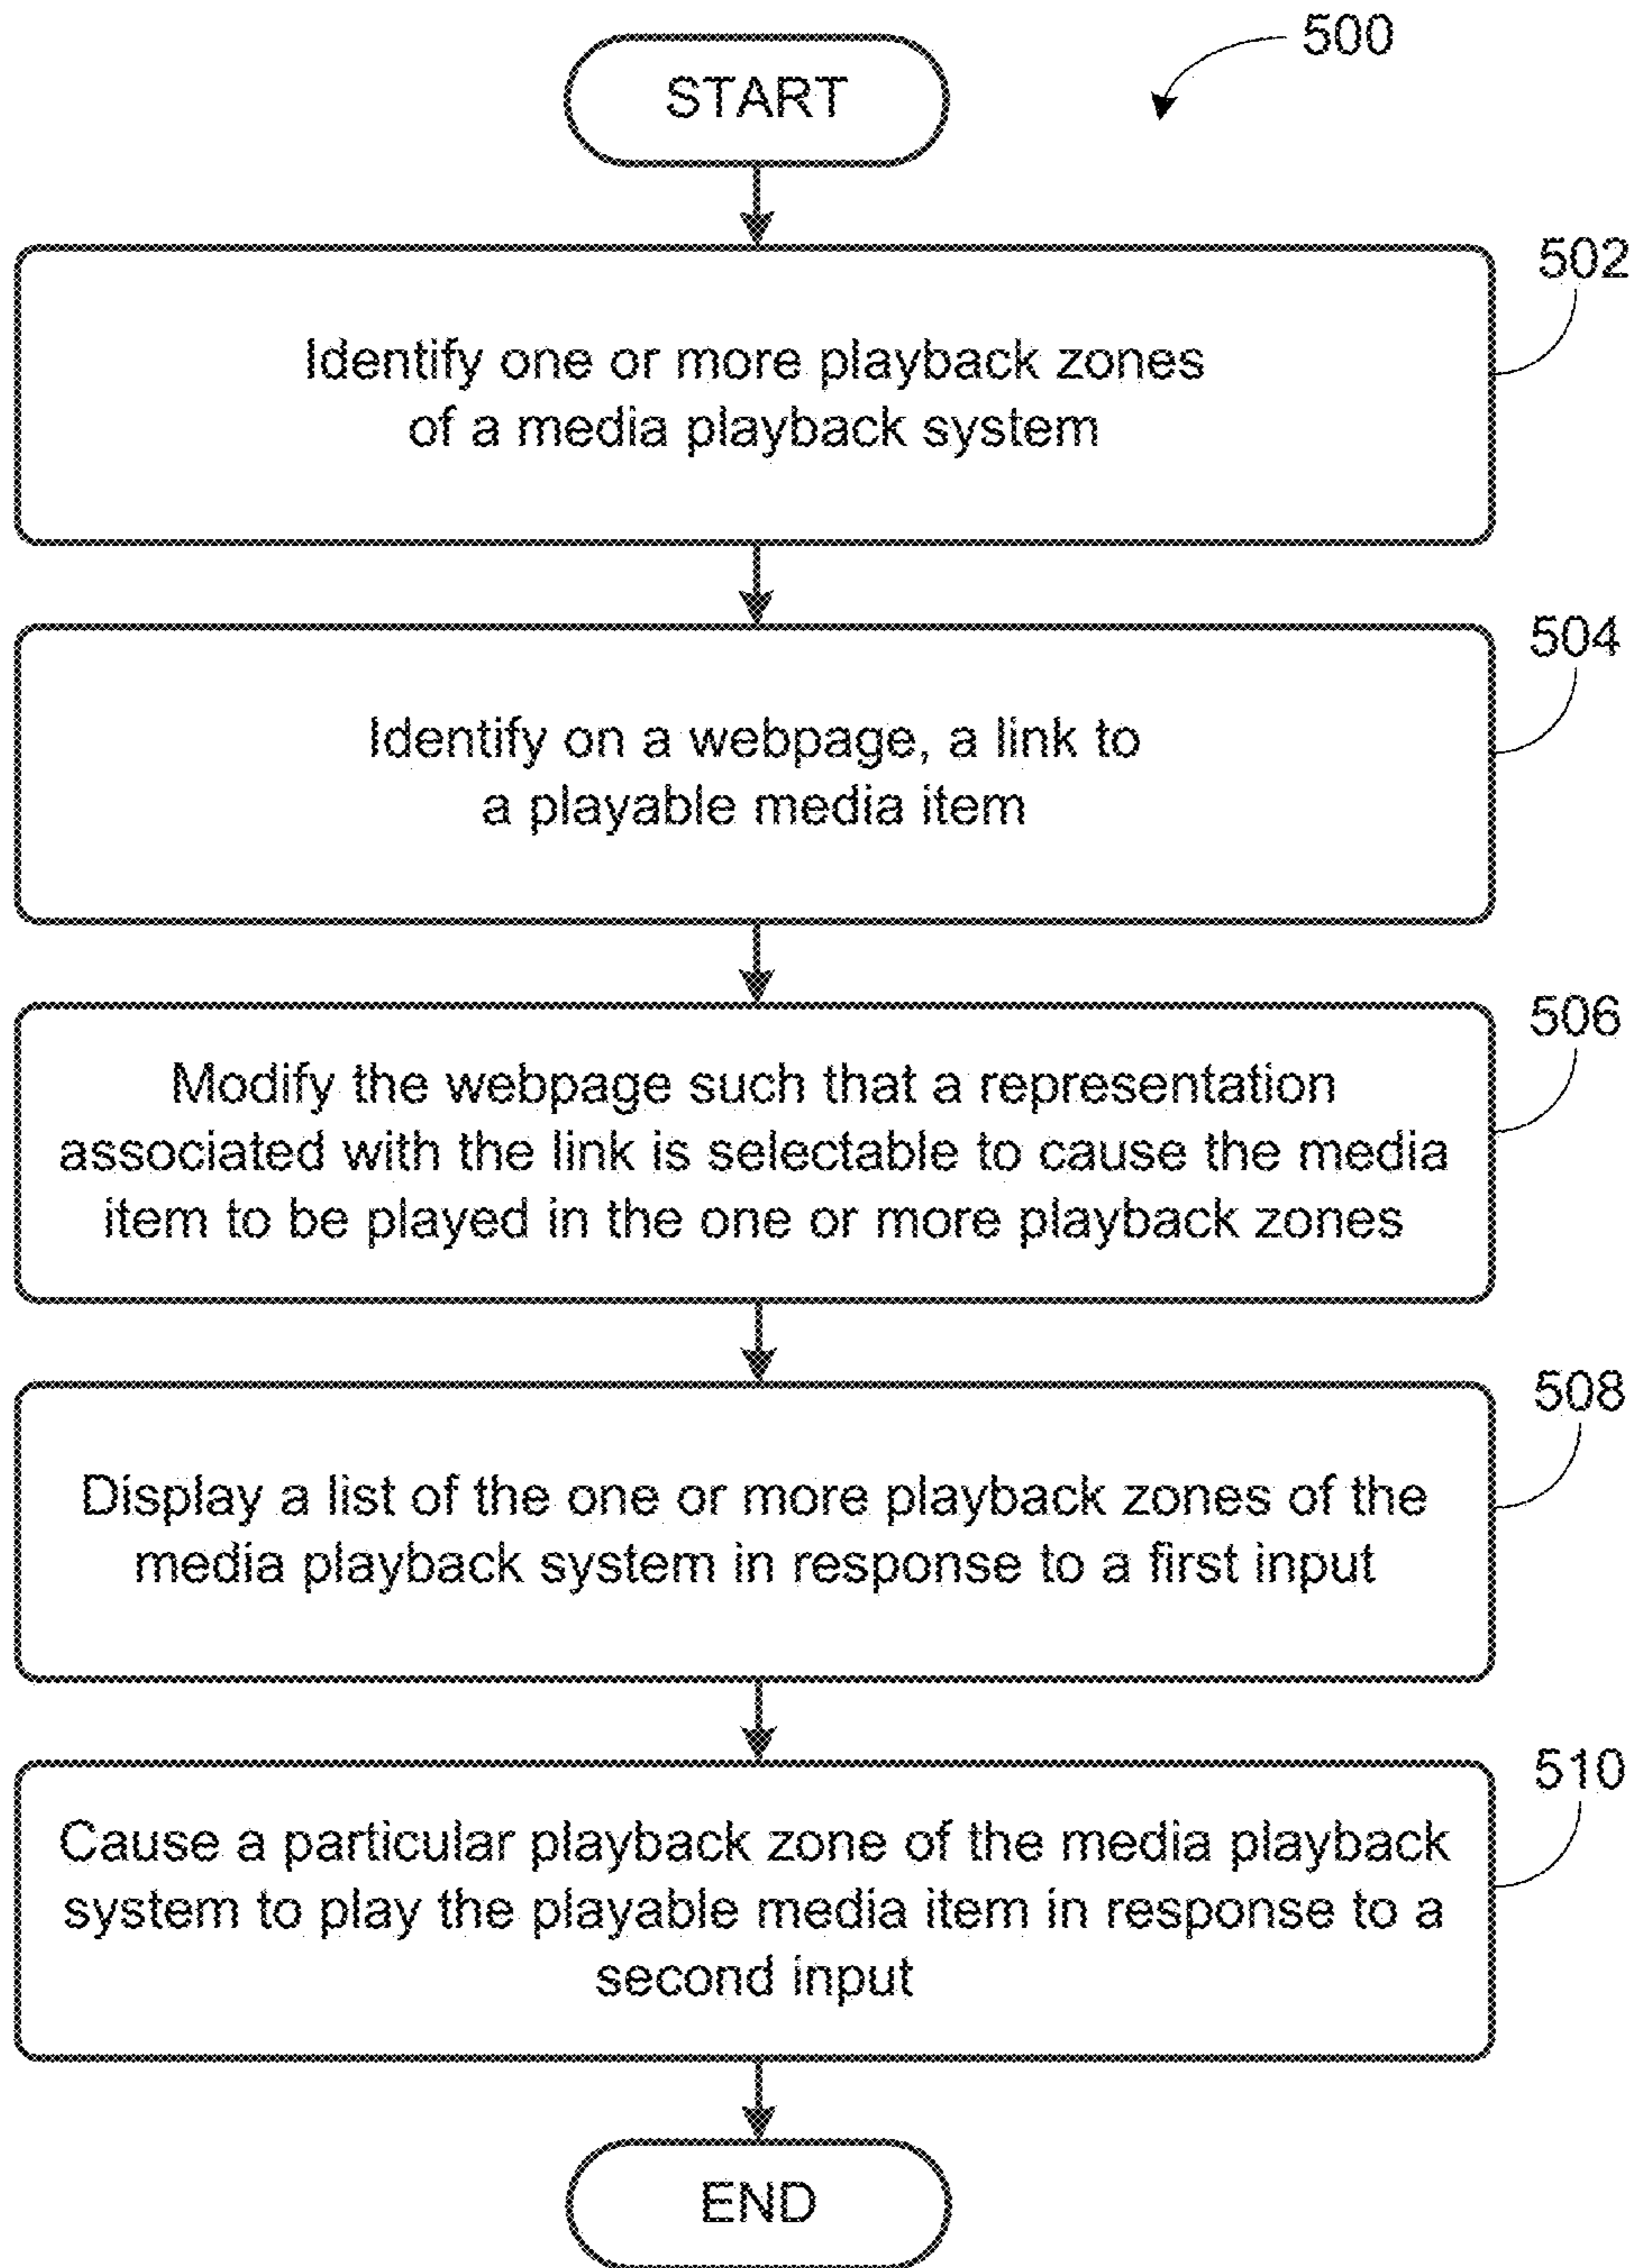 500
START
502
Identify one or more playback zones
of a media playback system
504
Identify on a webpage, a link to
a playable media item
506
Modify the webpage such that a representation
associated with the link is selectable to cause the media
item to be played in the one or more playback zones
508
Display a list of the one or more playback zones of the
media playback system in response to a first input
510
Cause a particular playback zone of the media playback
system to play the playable media item in response to a
second input
END